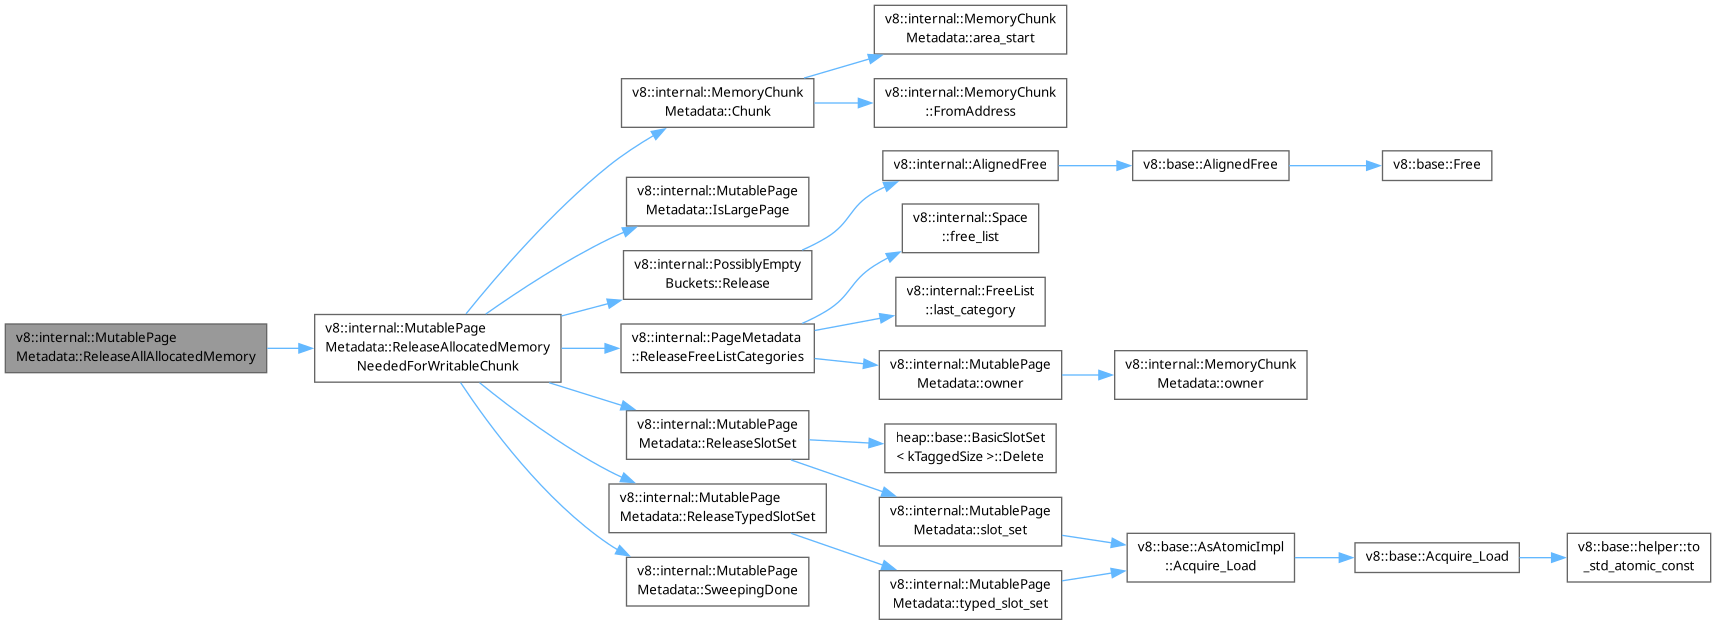 v8::internal::MutablePage
Metadata::ReleaseAllAllocatedMemory
v8::internal::MutablePage
Metadata::ReleaseAllocatedMemory
NeededForWritableChunk
v8::internal::MemoryChunk
Metadata::Chunk
v8::internal::MemoryChunk
Metadata::area_start
v8::internal::MemoryChunk
::FromAddress
v8::internal::MutablePage
Metadata::IsLargePage
v8::internal::PossiblyEmpty
Buckets::Release
v8::internal::AlignedFree
v8::base::AlignedFree
v8::base::Free
v8::internal::PageMetadata
::ReleaseFreeListCategories
v8::internal::Space
::free_list
v8::internal::FreeList
::last_category
v8::internal::MutablePage
Metadata::owner
v8::internal::MemoryChunk
Metadata::owner
v8::internal::MutablePage
Metadata::ReleaseSlotSet
heap::base::BasicSlotSet
< kTaggedSize >::Delete
v8::internal::MutablePage
Metadata::slot_set
v8::internal::MutablePage
Metadata::ReleaseTypedSlotSet
v8::internal::MutablePage
Metadata::typed_slot_set
v8::base::AsAtomicImpl
::Acquire_Load
v8::base::Acquire_Load
v8::base::helper::to
_std_atomic_const
v8::internal::MutablePage
Metadata::SweepingDone